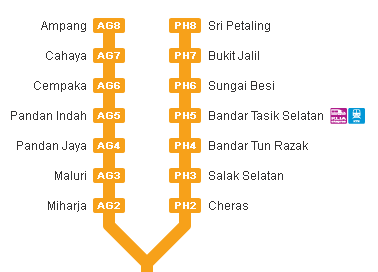 Ampang AG8 PH8 Sri Petaling
Cahaya AG7 PH7 Bukit Jalil
Cempaka AG6 PH6 Sungai Besi
Pandan Indah AG5 PH5 Bandar Tasik Selatan
Pandan Jaya AG4 PH4 Bandar Tun Razak
Maluri AG3 PH3 Salak Selatan
Miharja AG2 PH2 Cheras